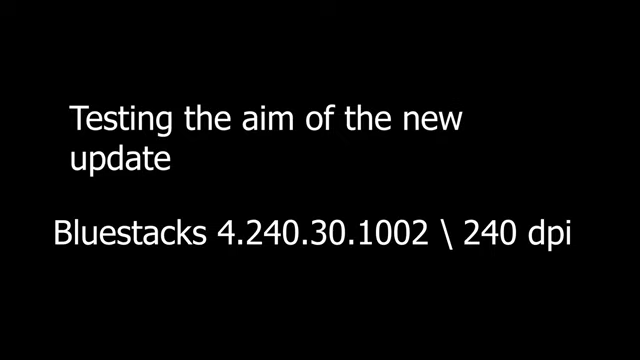 Testing the aim of the new
update
Bluestacks 4.240.30.1002 \ 240 dpi